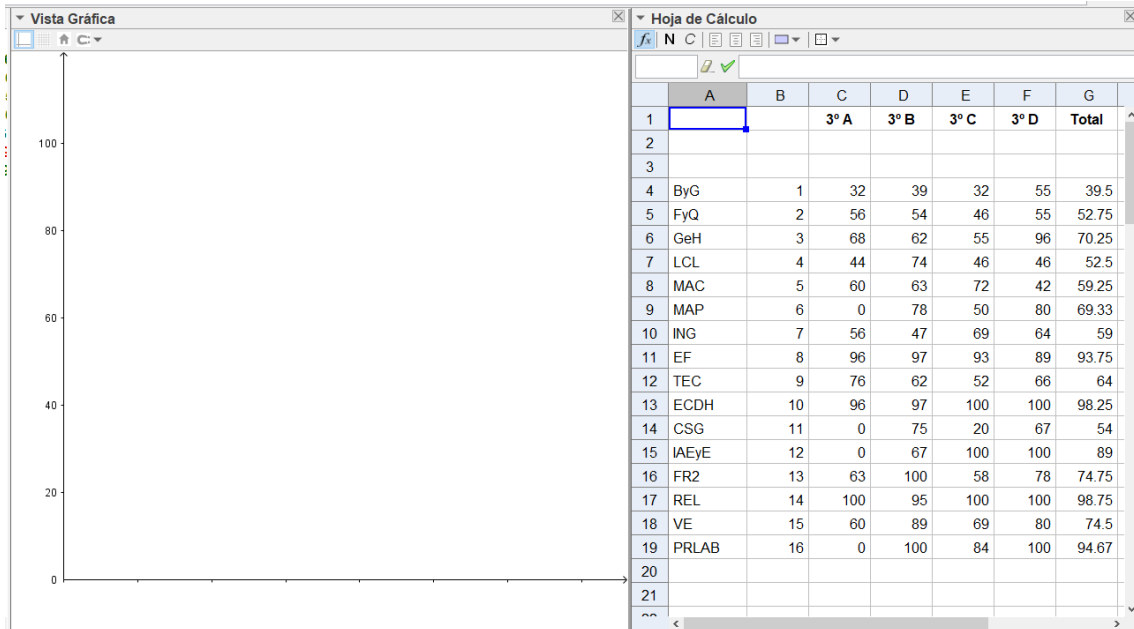 Vista Gráfica
100
80
60
40
20
0
Hoja de Cálculo
fx N C
A B C D E F G
1 3º A 3º B 3º C 3º D Total
2
3
4 ByG 1 32 39 32 55 39.5
5 FyQ 2 56 54 46 55 52.75
6 GeH 3 68 62 55 96 70.25
7 LCL 4 44 74 46 46 52.5
8 MAC 5 60 63 72 42 59.25
9 MAP 6 0 78 50 80 69.33
10 ING 7 56 47 69 64 59
11 EF 8 96 97 93 89 93.75
12 TEC 9 76 62 52 66 64
13 ECDH 10 96 97 100 100 98.25
14 CSG 11 0 75 20 67 54
15 IAEyE 12 0 67 100 100 89
16 FR2 13 63 100 58 78 74.75
17 REL 14 100 95 100 100 98.75
18 VE 15 60 89 69 80 74.5
19 PRLAB 16 0 100 84 100 94.67
20
21